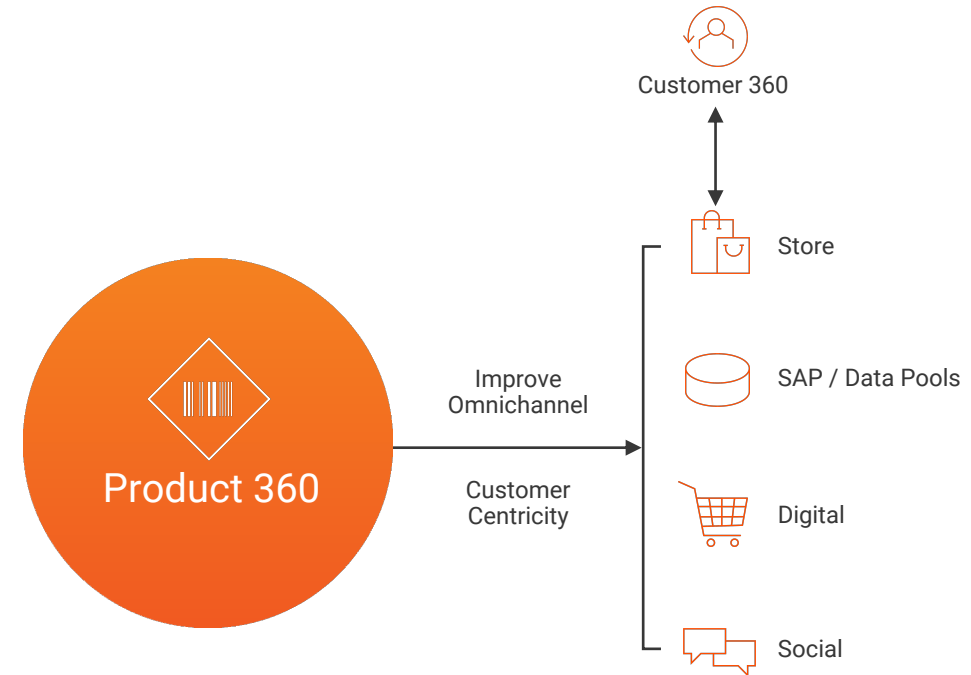 Customer 360
Store
SAP / Data Pools
Improve
Omnichannel
Product 360
Customer
Centricity
Digital
Social